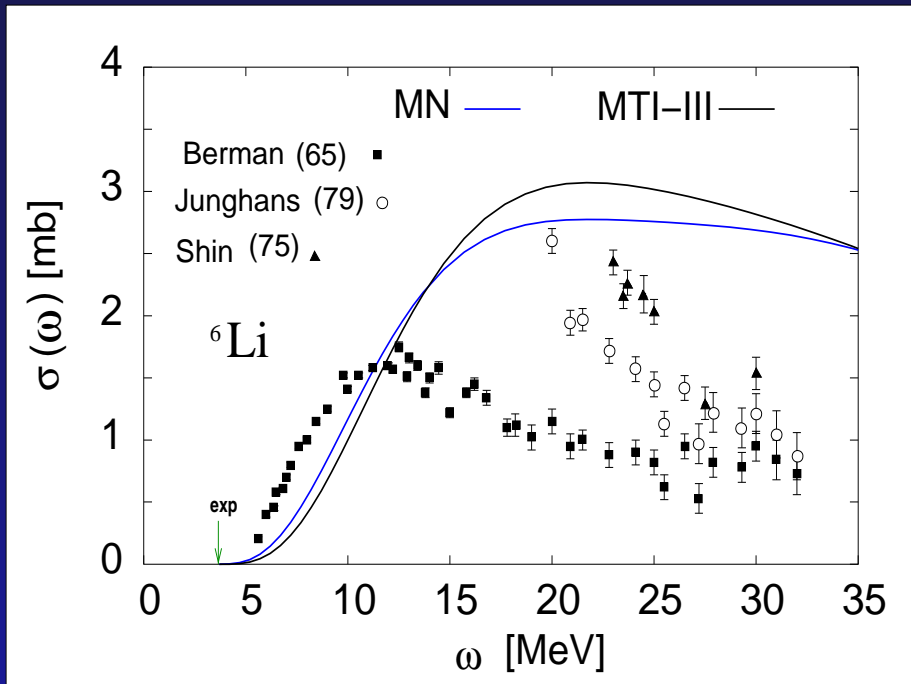 4
3
2
1
0
σ (ω) [mb]
MN
MTI–III
Berman (65)
Junghans (79)
Shin (75)
⁶Li
exp
0 5 10 15 20 25 30 35
ω [MeV]